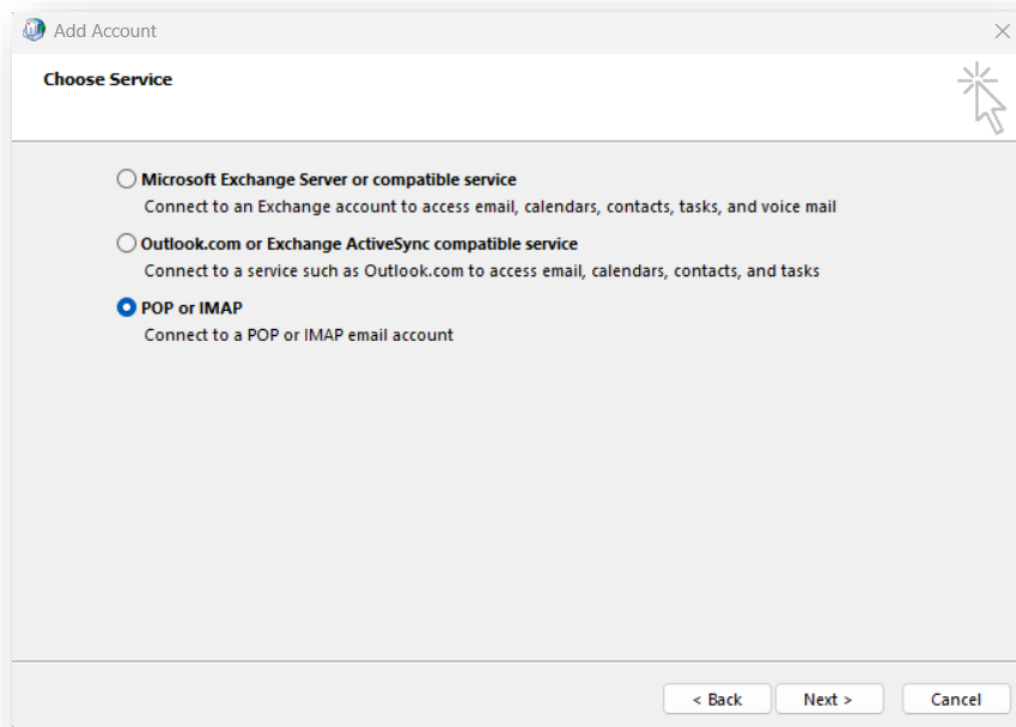 Add Account
Choose Service
Microsoft Exchange Server or compatible service
Connect to an Exchange account to access email, calendars, contacts, tasks, and voice mail
Outlook.com or Exchange ActiveSync compatible service
Connect to a service such as Outlook.com to access email, calendars, contacts, and tasks
POP or IMAP
Connect to a POP or IMAP email account
< Back Next > Cancel